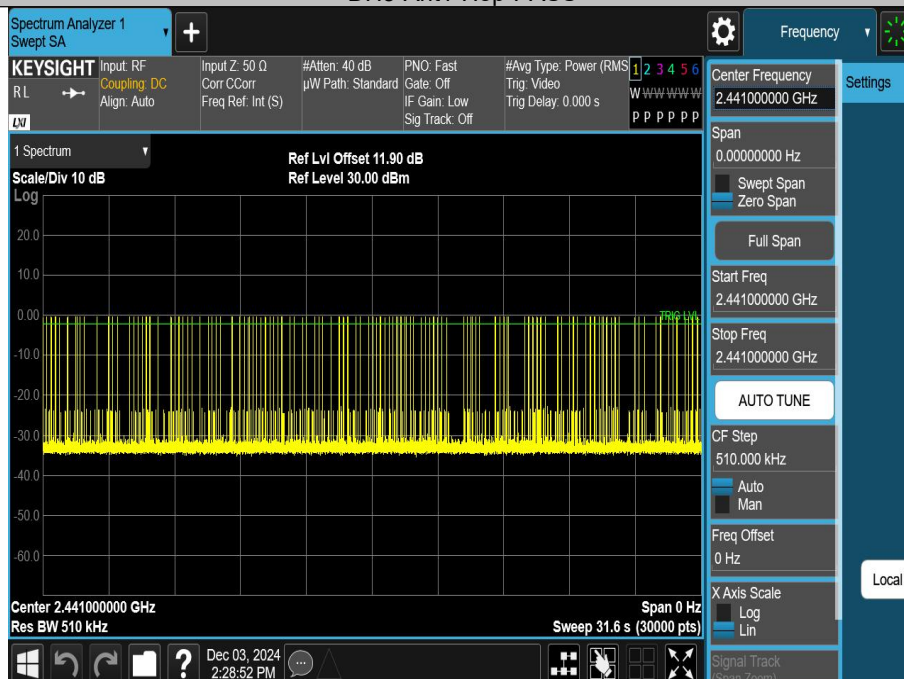 Spectrum Analyzer 1
Swept SA
+
Frequency
KEYSIGHT
R L
LXI
Input: RF
Coupling: DC
Align: Auto
Input Z: 50 Ω
Corr CCorr
Freq Ref: Int (S)
#Atten: 40 dB
µW Path: Standard
PNO: Fast
Gate: Off
IF Gain: Low
Sig Track: Off
#Avg Type: Power (RMS
Trig: Video
Trig Delay: 0.000 s
1 2 3 4 5 6
W W W W W W
P P P P P P
Center Frequency
2.441000000 GHz
Settings
Span
0.00000000 Hz
Swept Span
Zero Span
Full Span
Start Freq
2.441000000 GHz
Stop Freq
2.441000000 GHz
AUTO TUNE
CF Step
510.000 kHz
Auto
Man
Freq Offset
0 Hz
X Axis Scale
Log
Lin
Signal Track
(Span Zoom)
Local
1 Spectrum
Scale/Div 10 dB
Ref Lvl Offset 11.90 dB
Ref Level 30.00 dBm
Log
20.0
10.0
0.00
TRIG LVL
-10.0
-20.0
-30.0
-40.0
-50.0
-60.0
Center 2.441000000 GHz
Span 0 Hz
Res BW 510 kHz
Sweep 31.6 s (30000 pts)
?
Dec 03, 2024
2:28:52 PM